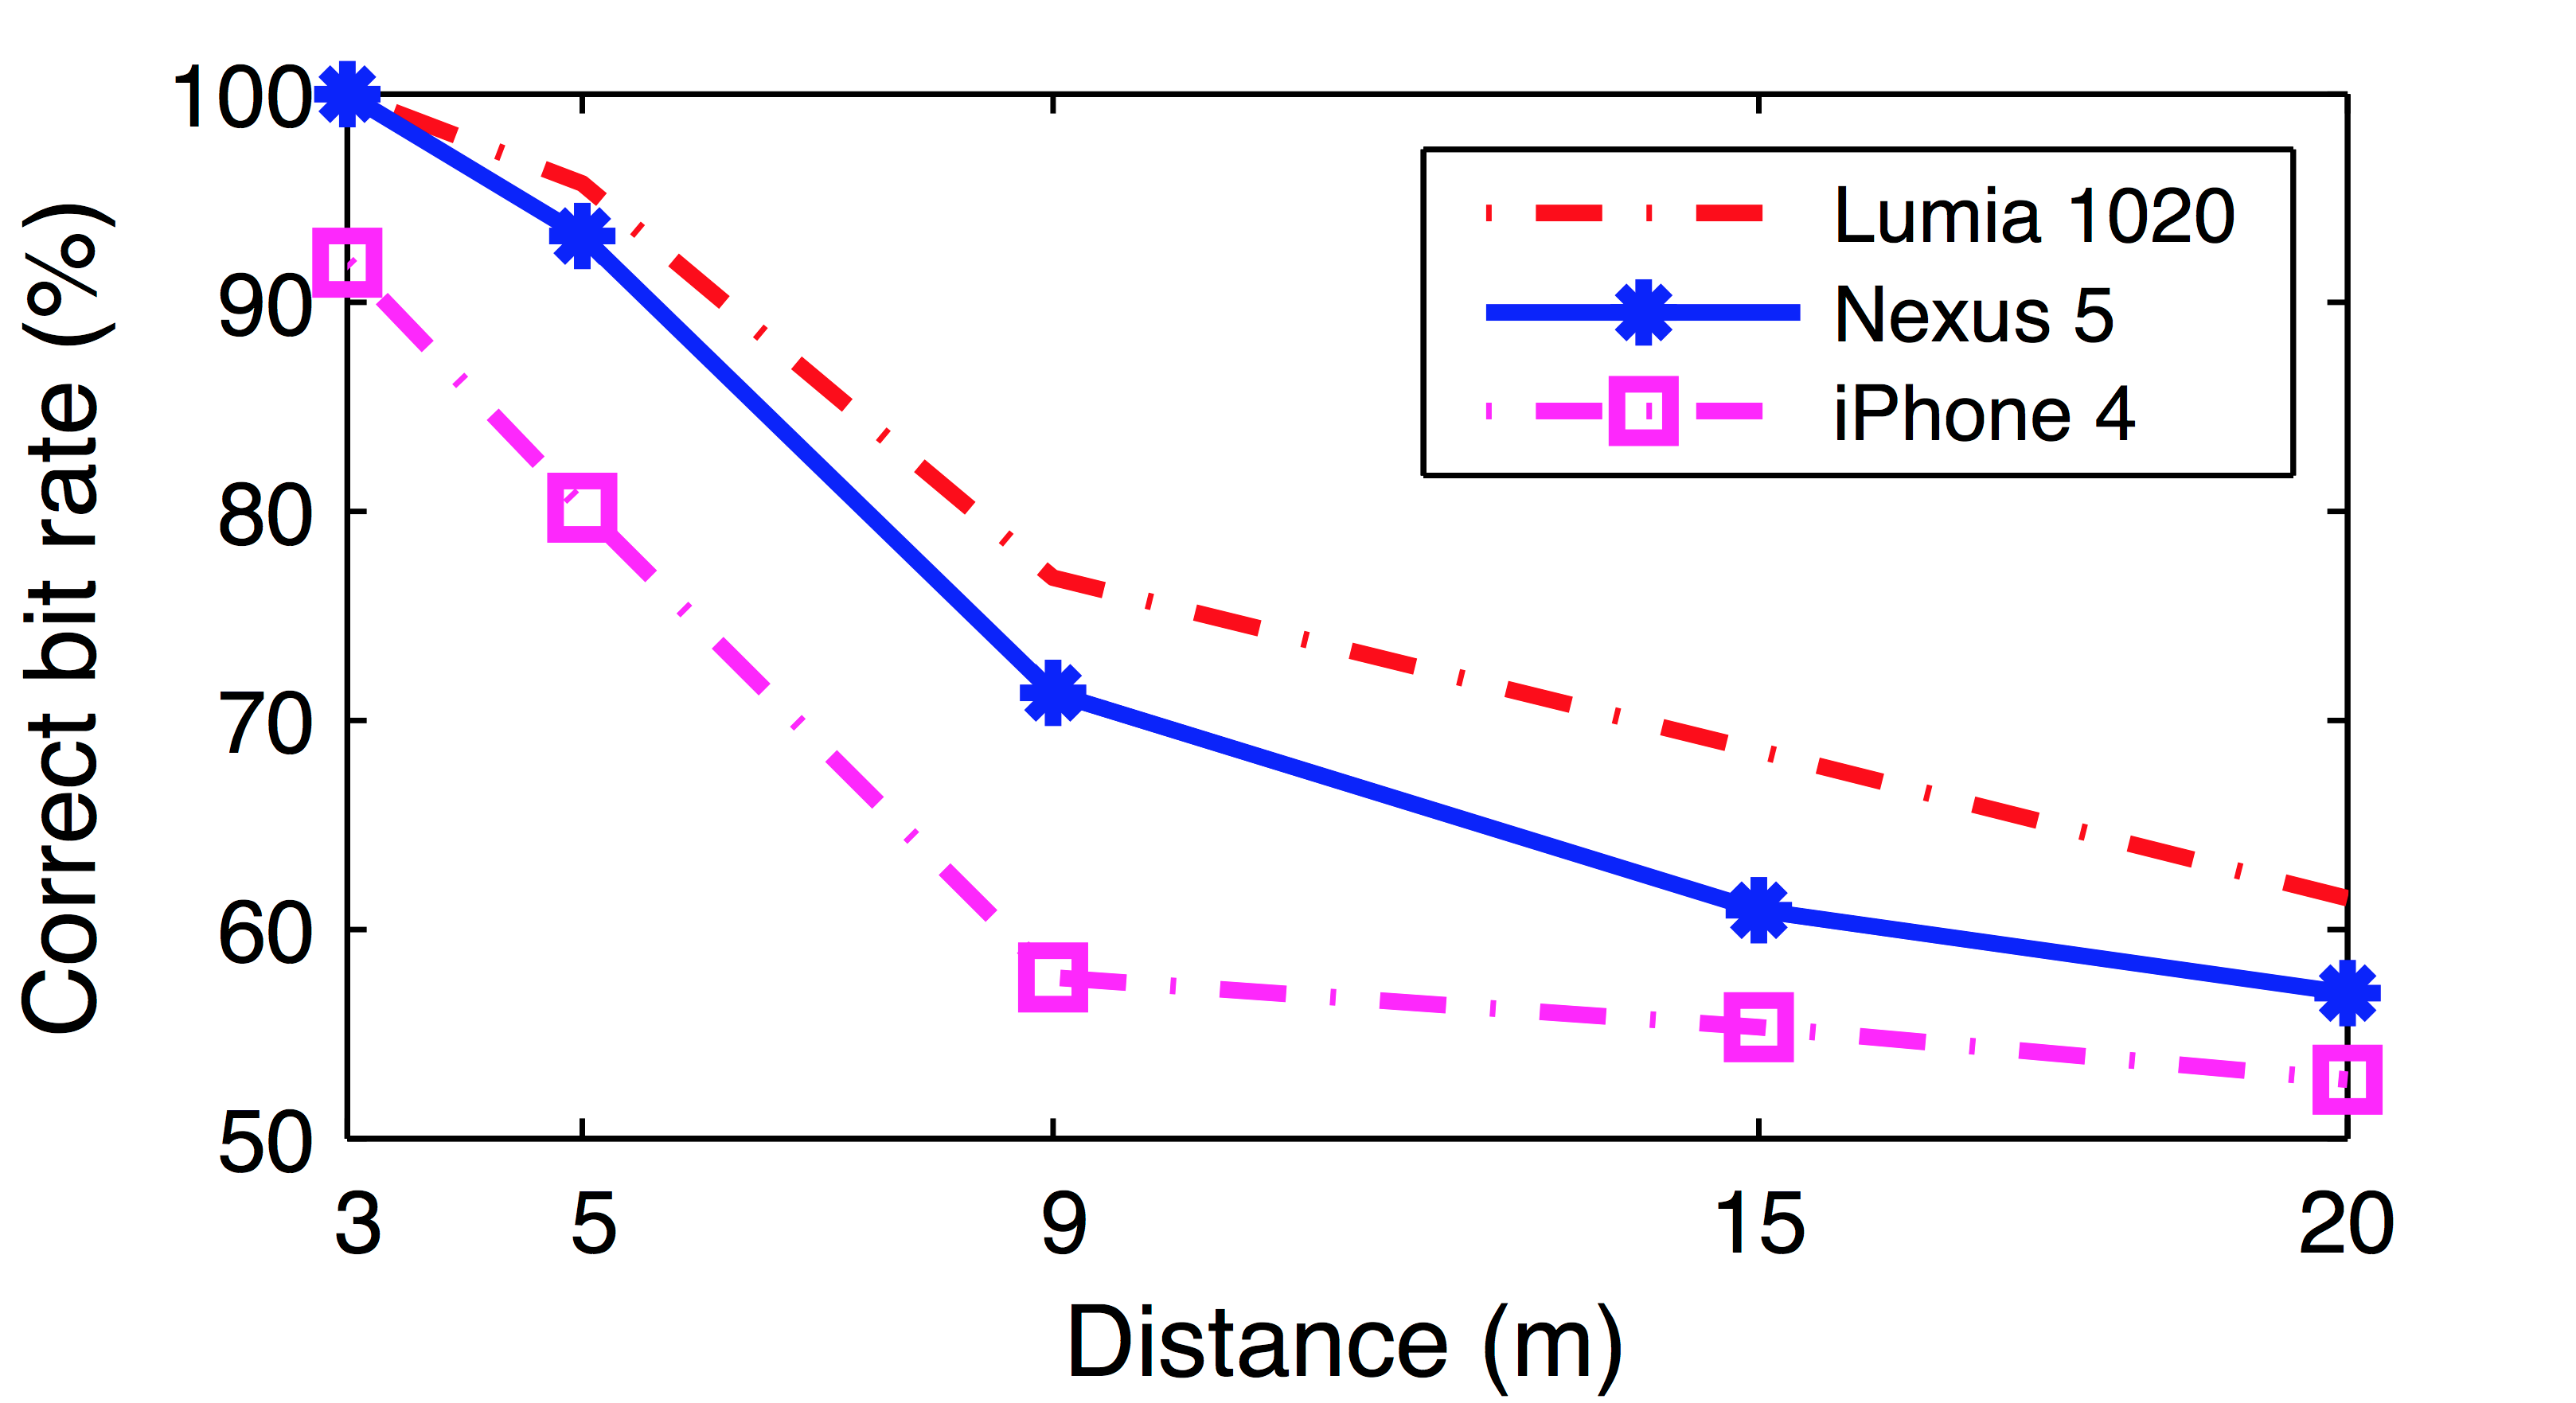 Correct bit rate (%)
100
90
80
70
60
50
3 5 9 15 20
Distance (m)
Lumia 1020
Nexus 5
iPhone 4